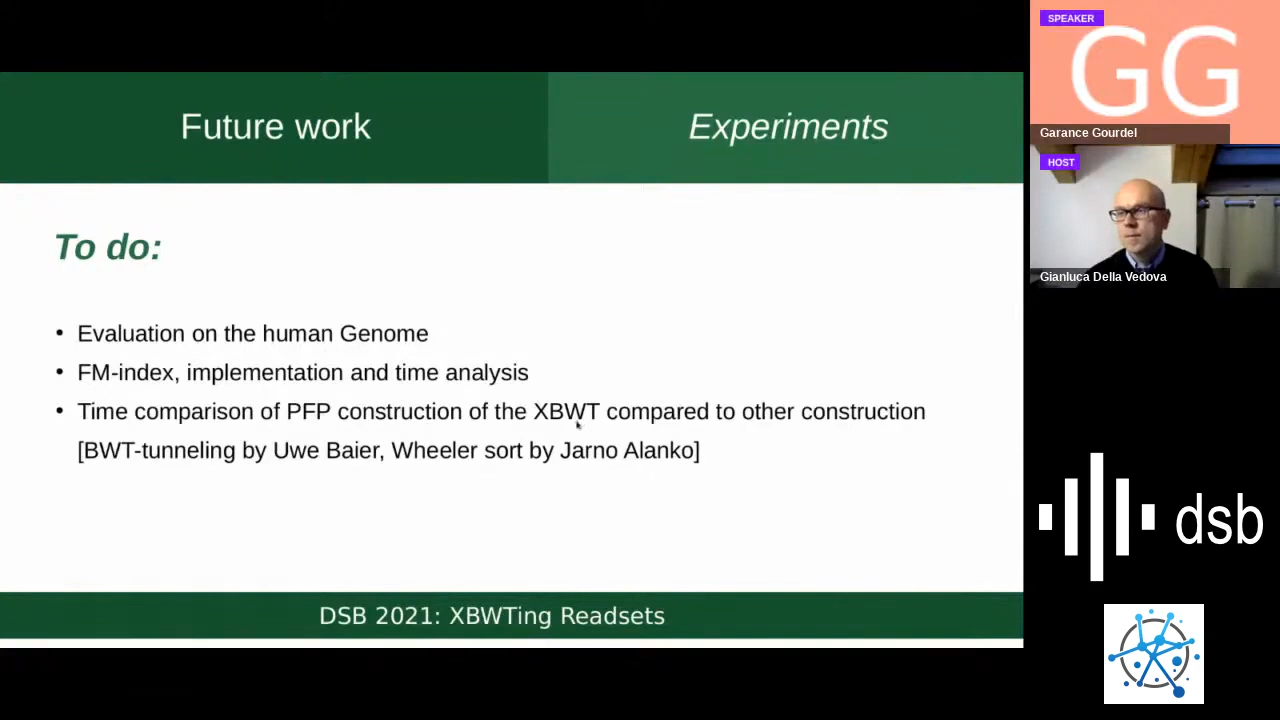 Future work
Experiments
To do:
• Evaluation on the human Genome
• FM-index, implementation and time analysis
• Time comparison of PFP construction of the XBWT compared to other construction
[BWT-tunneling by Uwe Baier, Wheeler sort by Jarno Alanko]
DSB 2021: XBWTing Readsets
SPEAKER
GG
Garance Gourdel
HOST
Gianluca Della Vedova
dsb